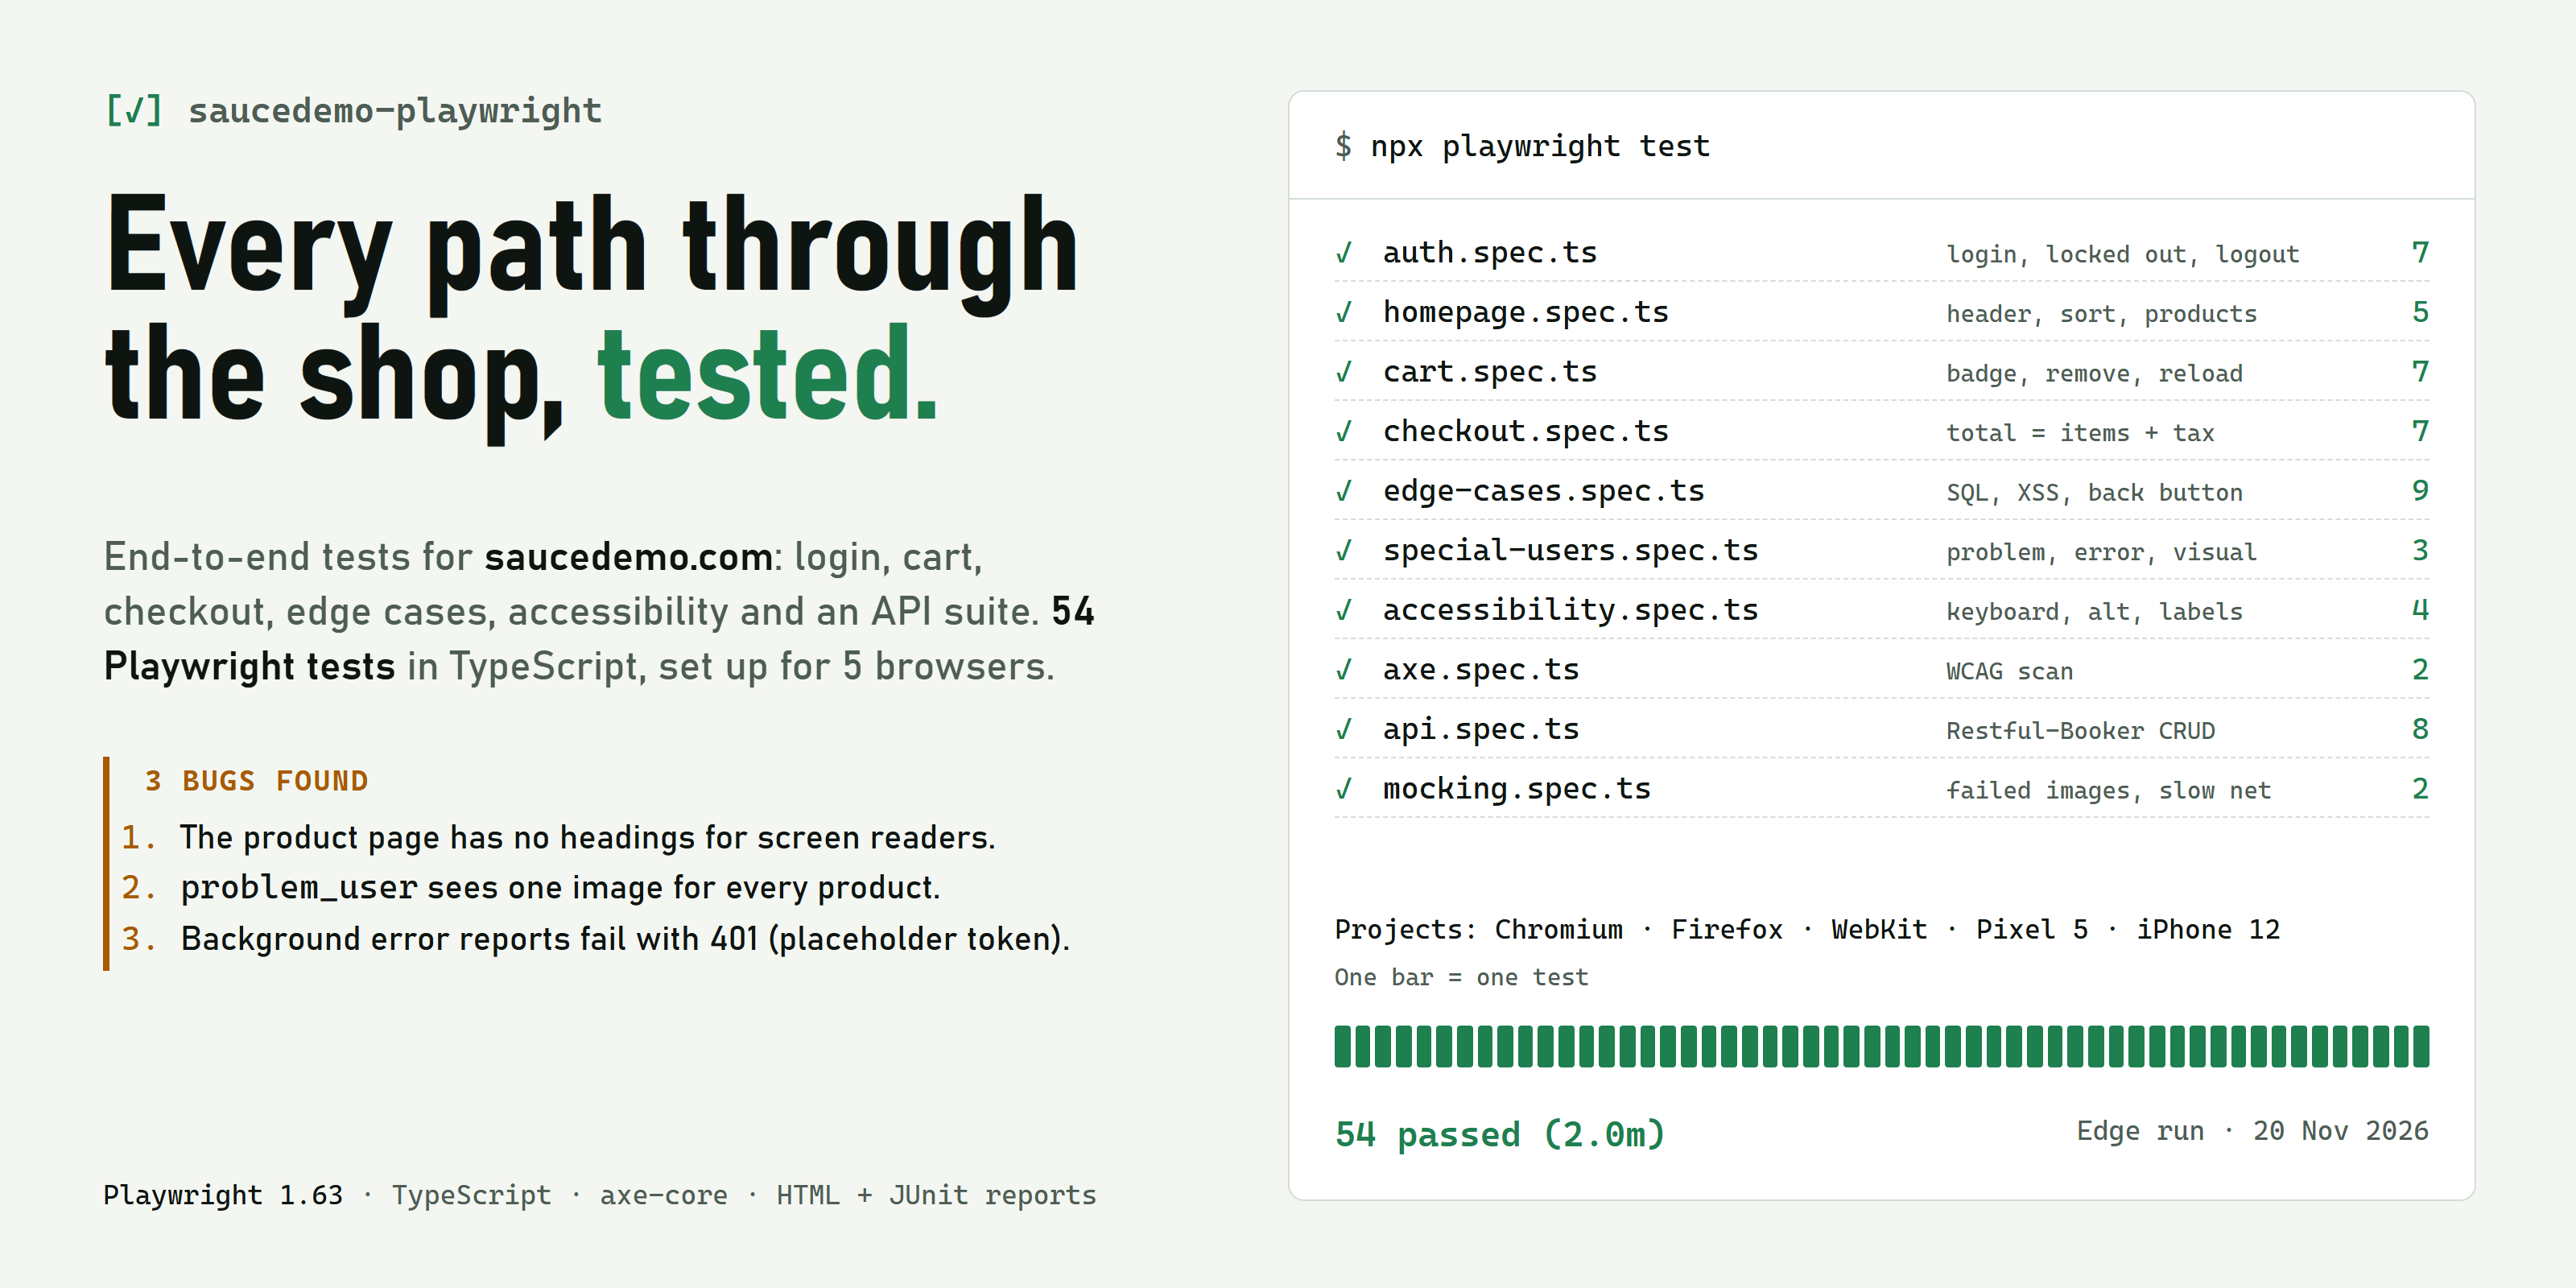 [✓] saucedemo-playwright
Every path through
the shop, tested.
End-to-end tests for saucedemo.com: login, cart,
checkout, edge cases, accessibility and an API suite. 54
Playwright tests in TypeScript, set up for 5 browsers.
3 BUGS FOUND
1. The product page has no headings for screen readers.
2. problem_user sees one image for every product.
3. Background error reports fail with 401 (placeholder token).
Playwright 1.63 · TypeScript · axe-core · HTML + JUnit reports
$ npx playwright test
✓ auth.spec.ts login, locked out, logout 7
✓ homepage.spec.ts header, sort, products 5
✓ cart.spec.ts badge, remove, reload 7
✓ checkout.spec.ts total = items + tax 7
✓ edge-cases.spec.ts SQL, XSS, back button 9
✓ special-users.spec.ts problem, error, visual 3
✓ accessibility.spec.ts keyboard, alt, labels 4
✓ axe.spec.ts WCAG scan 2
✓ api.spec.ts Restful-Booker CRUD 8
✓ mocking.spec.ts failed images, slow net 2
Projects: Chromium · Firefox · WebKit · Pixel 5 · iPhone 12
One bar = one test
54 passed (2.0m) Edge run · 20 Nov 2026